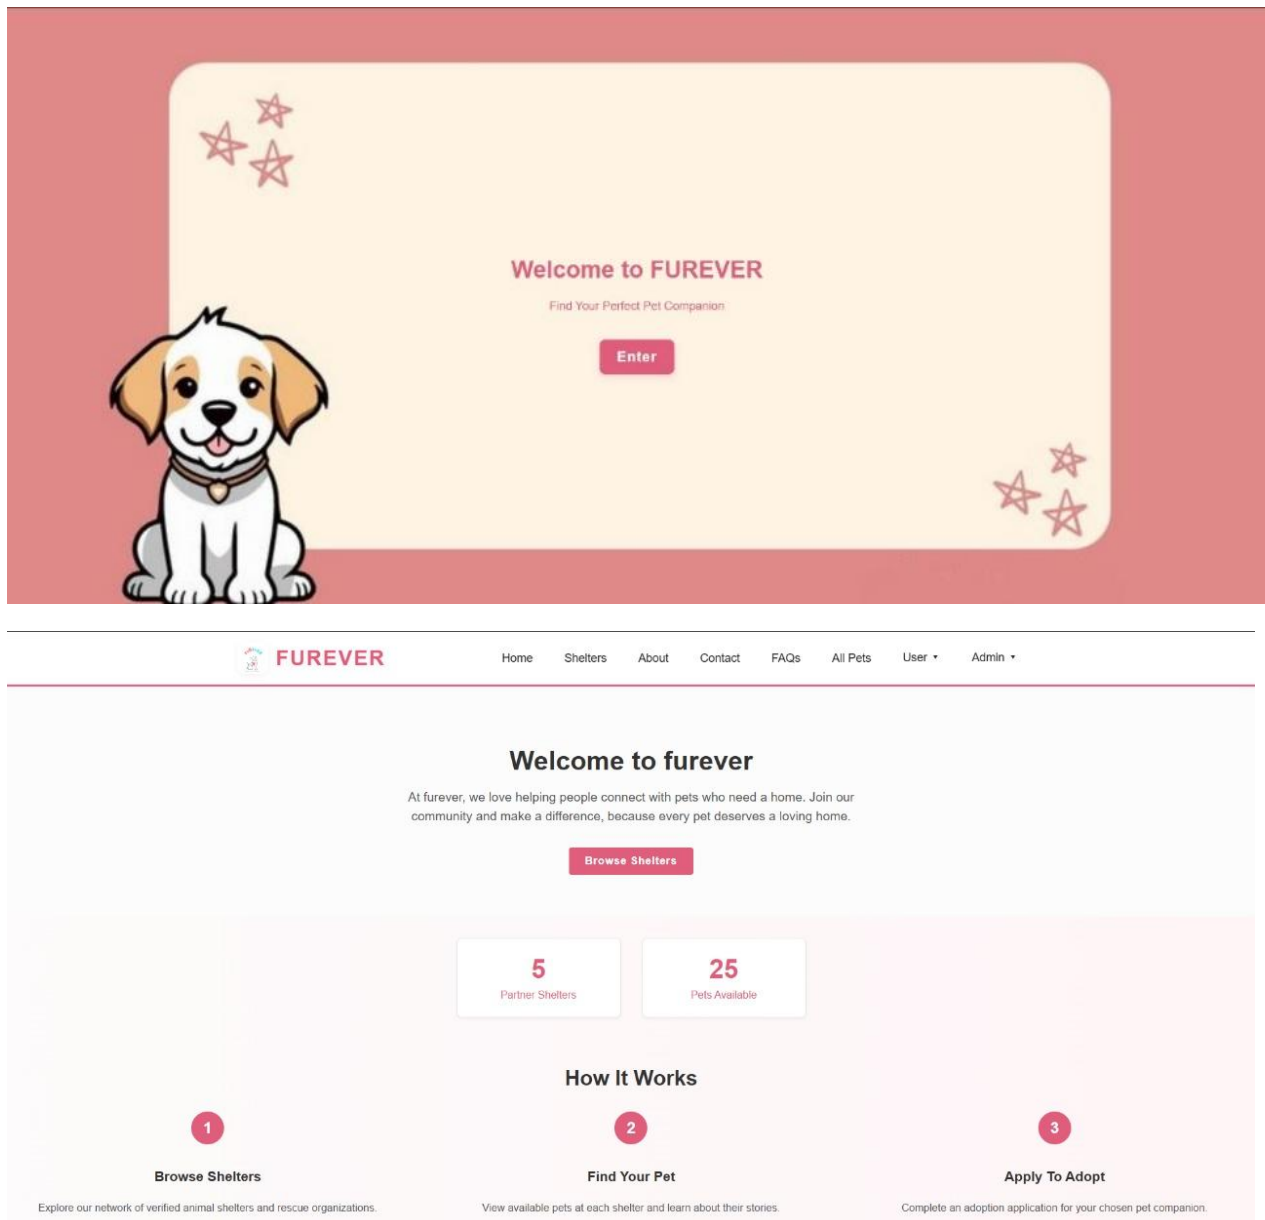 Welcome to FUREVER
Find Your Perfect Pet Companion
Enter
FUREVER
Home Shelters About Contact FAQs All Pets User Admin
Welcome to furever
At furever, we love helping people connect with pets who need a home. Join our
community and make a difference, because every pet deserves a loving home.
Browse Shelters
5 25
Partner Shelters Pets Available
How It Works
1 2 3
Browse Shelters Find Your Pet Apply To Adopt
Explore our network of verified animal shelters and rescue organizations. View available pets at each shelter and learn about their stories. Complete an adoption application for your chosen pet companion.